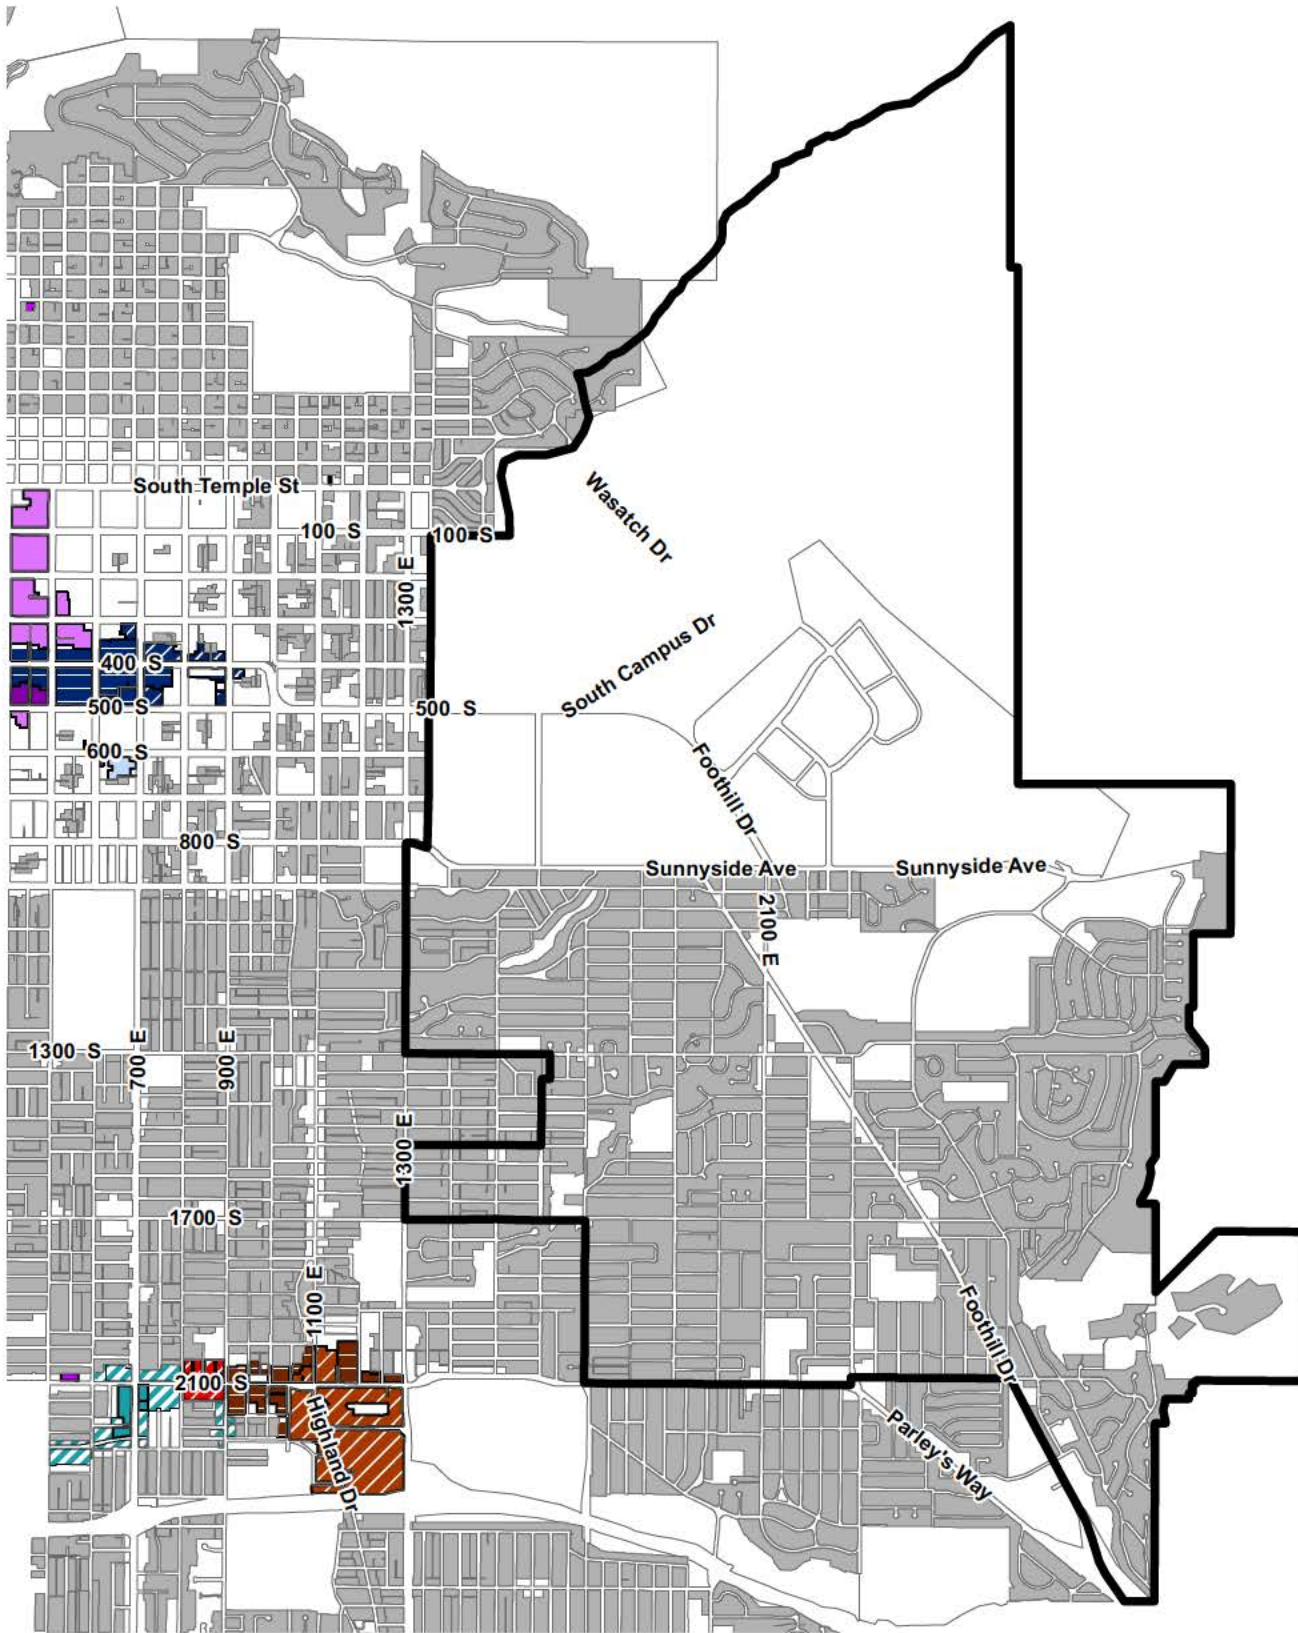 South Temple St
100 S
100 S
Wasatch Dr
1300 E
South Campus Dr
400 S
500 S
500 S
600 S
Foothill Dr
800 S
Sunnyside Ave
Sunnyside Ave
2100 E
1300 S
700 E
900 E
1300 E
1700 S
1100 E
Foothill Dr
2100 S
Highland Dr
Parley's Way